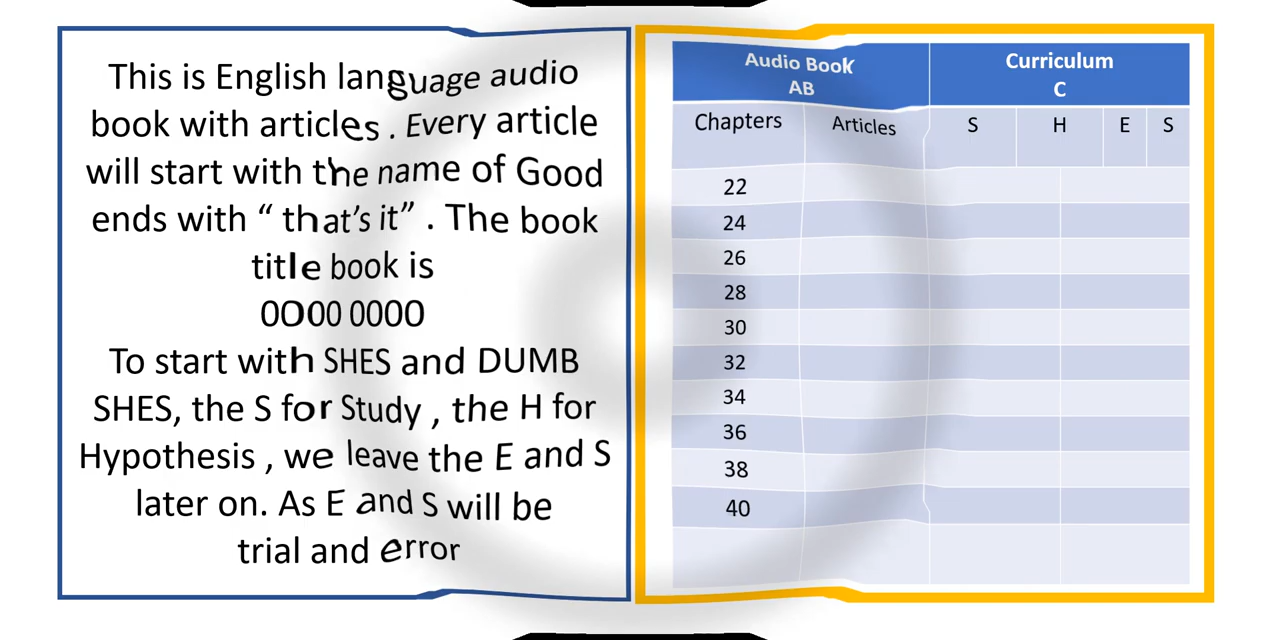 This is English language audio
book with articles . Every article
will start with the name of Good
ends with “ that’s it” . The book
title book is
0000 0000
To start with SHES and DUMB
SHES, the S for Study , the H for
Hypothesis , we leave the E and S
later on. As E and S will be
trial and error
Audio Book Curriculum
AB C
Chapters Articles S H E S
22
24
26
28
30
32
34
36
38
40